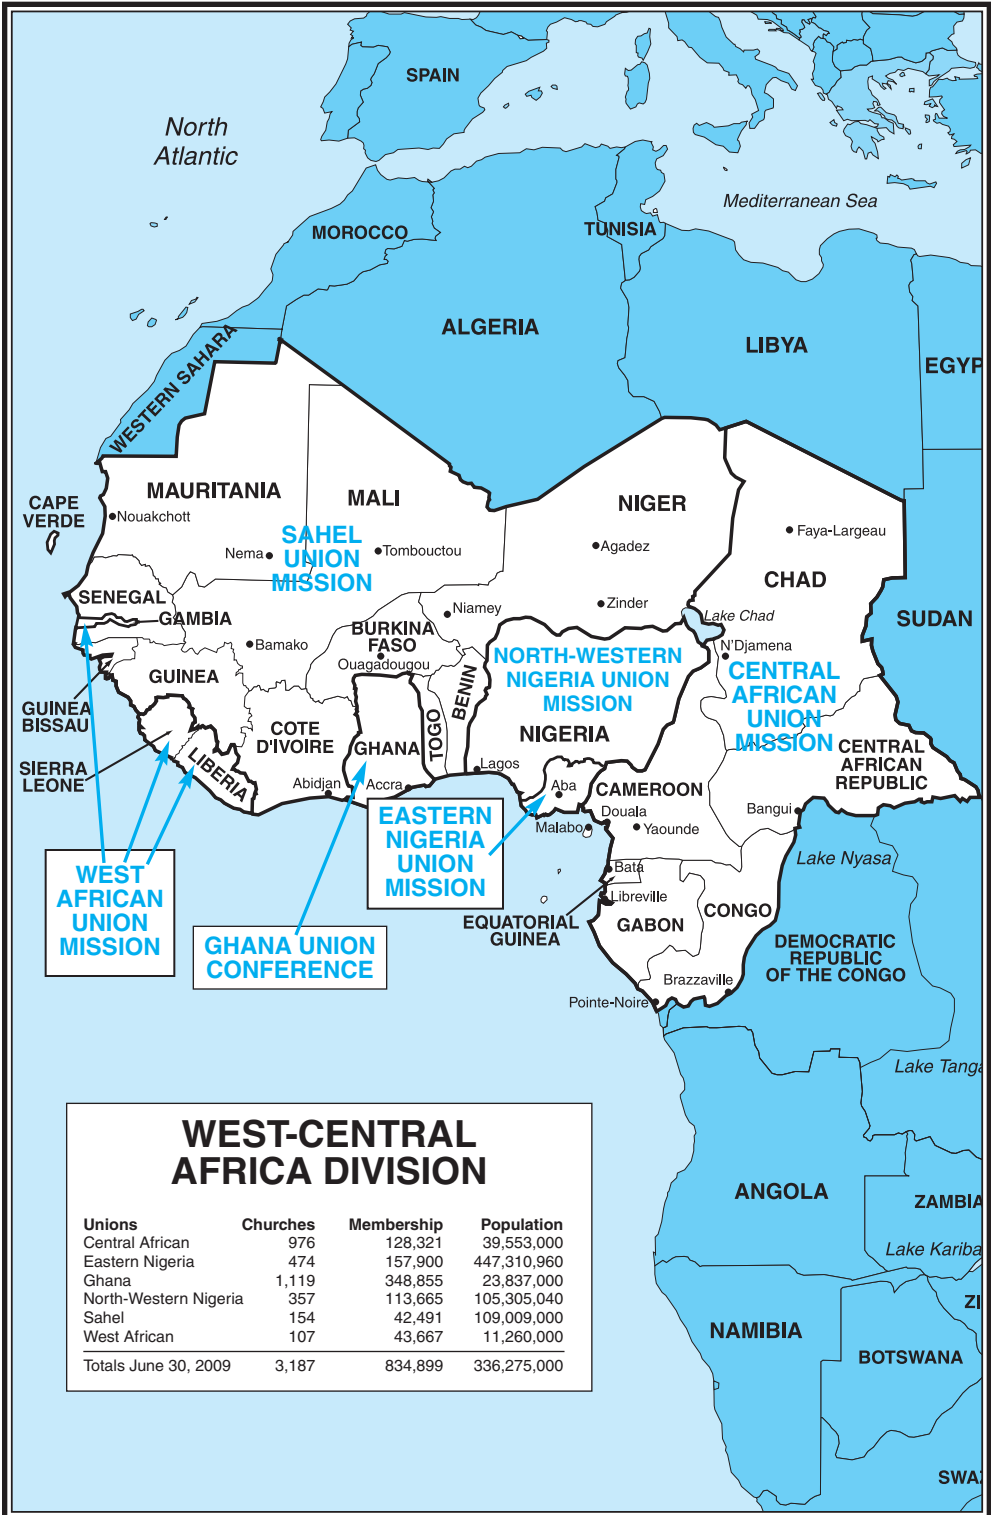 SPAIN
North
Atlantic
Mediterranean Sea
MOROCCO
TUNISIA
ALGERIA
LIBYA
EGYP
WESTERN SAHARA
MAURITANIA
MALI
NIGER
CAPE
VERDE
Nouakchott
Faya-Largeau
SAHEL
UNION
MISSION
Nema
Tombouctou
Agadez
CHAD
SENEGAL
GAMBIA
Niamey
Zinder
Lake Chad
SUDAN
BURKINA
FASO
Bamako
Ouagadougou
N'Djamena
NORTH-WESTERN
NIGERIA UNION
MISSION
CENTRAL
AFRICAN
UNION
MISSION
GUINEA
BENIN
GUINEA
BISSAU
COTE
D'IVOIRE
GHANA
TOGO
NIGERIA
CENTRAL
AFRICAN
REPUBLIC
SIERRA
LEONE
LIBERIA
Lagos
Abidjan
Accra
Aba
CAMEROON
Douala
Bangui
EASTERN
NIGERIA
UNION
MISSION
Malabo
Yaounde
Lake Nyasa
WEST
AFRICAN
UNION
MISSION
Bata
Libreville
EQUATORIAL
GUINEA
GABON
CONGO
GHANA UNION
CONFERENCE
DEMOCRATIC
REPUBLIC
OF THE CONGO
Brazzaville
Pointe-Noire
Lake Tanga
WEST-CENTRAL
AFRICA DIVISION
Unions Churches Membership Population
Central African 976 128,321 39,553,000
Eastern Nigeria 474 157,900 447,310,960
Ghana 1,119 348,855 23,837,000
North-Western Nigeria 357 113,665 105,305,040
Sahel 154 42,491 109,009,000
West African 107 43,667 11,260,000
Totals June 30, 2009 3,187 834,899 336,275,000
ANGOLA
ZAMBIA
Lake Kariba
ZI
NAMIBIA
BOTSWANA
SWAZ